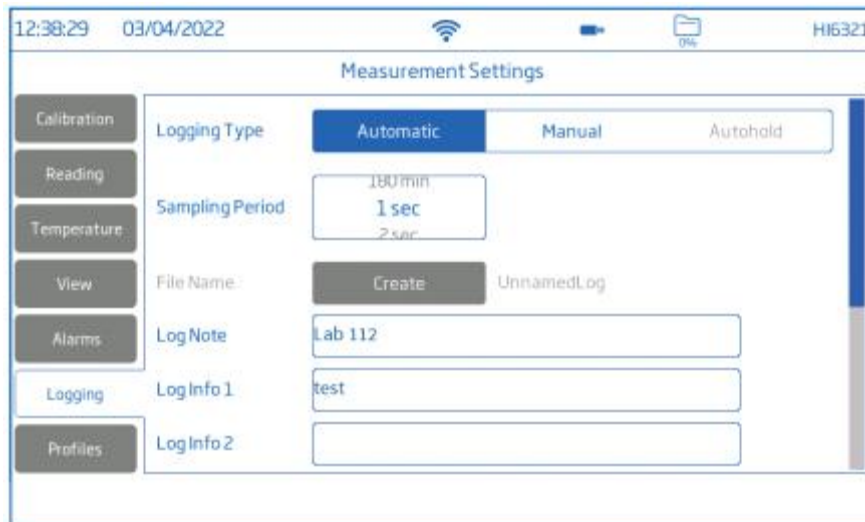 12:38:29 03/04/2022 0% HI6321
Measurement Settings
Calibration
Logging Type Automatic Manual Autohold
Reading
180 min
Sampling Period 1 sec
2 sec
Temperature
View
File Name Create UnnamedLog
Alarms
Log Note Lab 112
Logging
Log Info 1 test
Profiles
Log Info 2